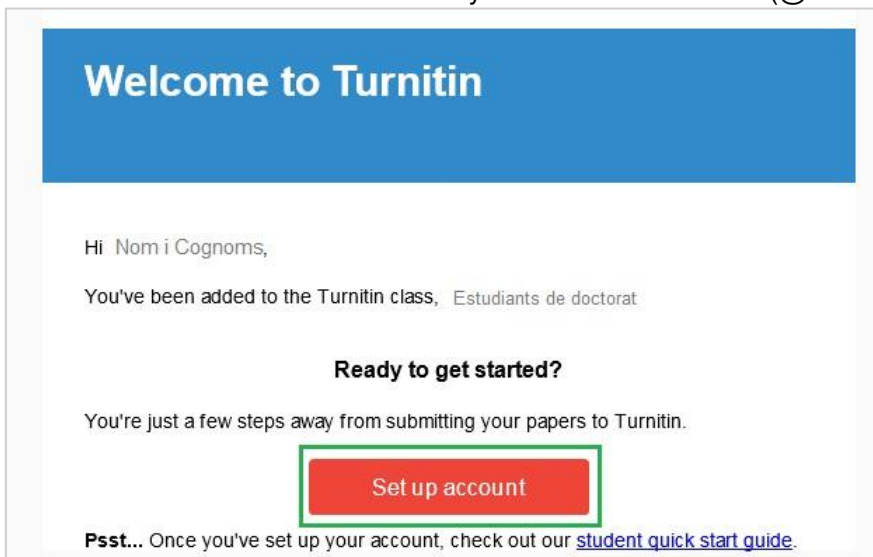 Welcome to Turnitin
Hi Nom i Cognoms,
You've been added to the Turnitin class, Estudiants de doctorat
Ready to get started?
You're just a few steps away from submitting your papers to Turnitin.
Set up account
Psst... Once you've set up your account, check out our student quick start guide.